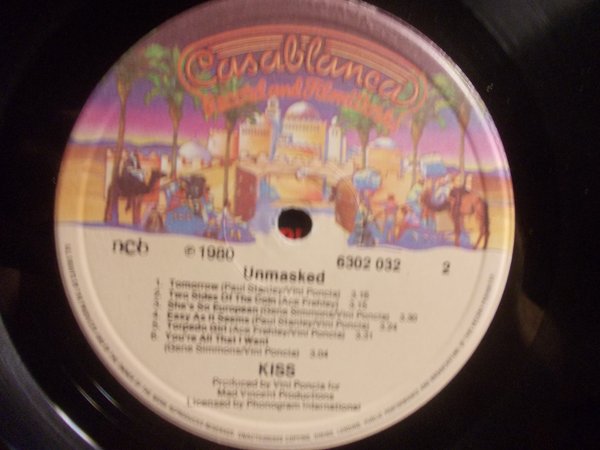 Casablanca
Record and FilmWorks
ncb
℗ 1980
6302 032
2
Unmasked
1. Tomorrow (Paul Stanley/Vini Poncia) 3.16
2. Two Sides Of The Coin (Ace Frehley) 3.15
3. She's So European (Gene Simmons/Vini Poncia) 3.30
4. Easy As It Seems (Paul Stanley/Vini Poncia) 3.24
5. Torpedo Girl (Ace Frehley/Vini Poncia) 3.31
6. You're All That I Want
(Gene Simmons/Vini Poncia) 3.04
KISS
Produced by Vini Poncia for
Mad Vincent Productions
Licensed by Phonogram International